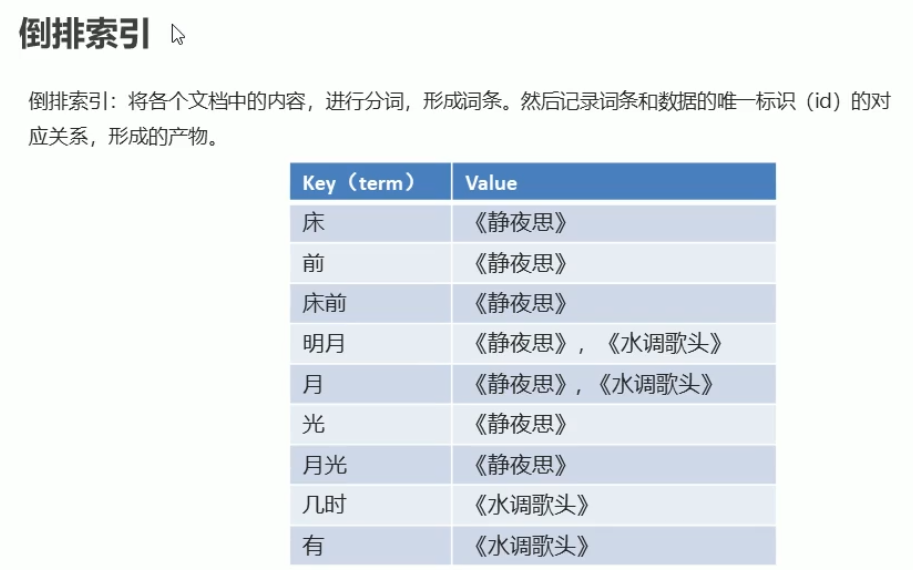 倒排索引
倒排索引：将各个文档中的内容，进行分词，形成词条。然后记录词条和数据的唯一标识（id）的对
应关系，形成的产物。
Key（term） Value
床 《静夜思》
前 《静夜思》
床前 《静夜思》
明月 《静夜思》，《水调歌头》
月 《静夜思》,《水调歌头》
光 《静夜思》
月光 《静夜思》
几时 《水调歌头》
有 《水调歌头》